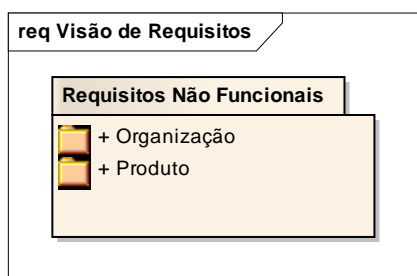 req Visão de Requisitos
Requisitos Não Funcionais
+ Organização
+ Produto